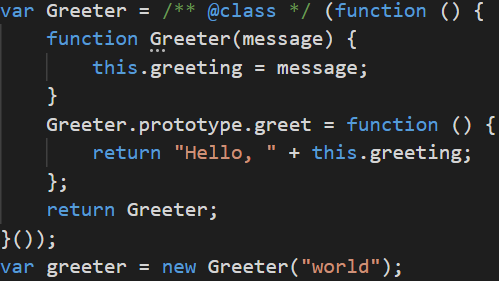 var Greeter = /** @class */ (function () {
    function Greeter(message) {
        this.greeting = message;
    }
    Greeter.prototype.greet = function () {
        return "Hello, " + this.greeting;
    };
    return Greeter;
}());
var greeter = new Greeter("world");